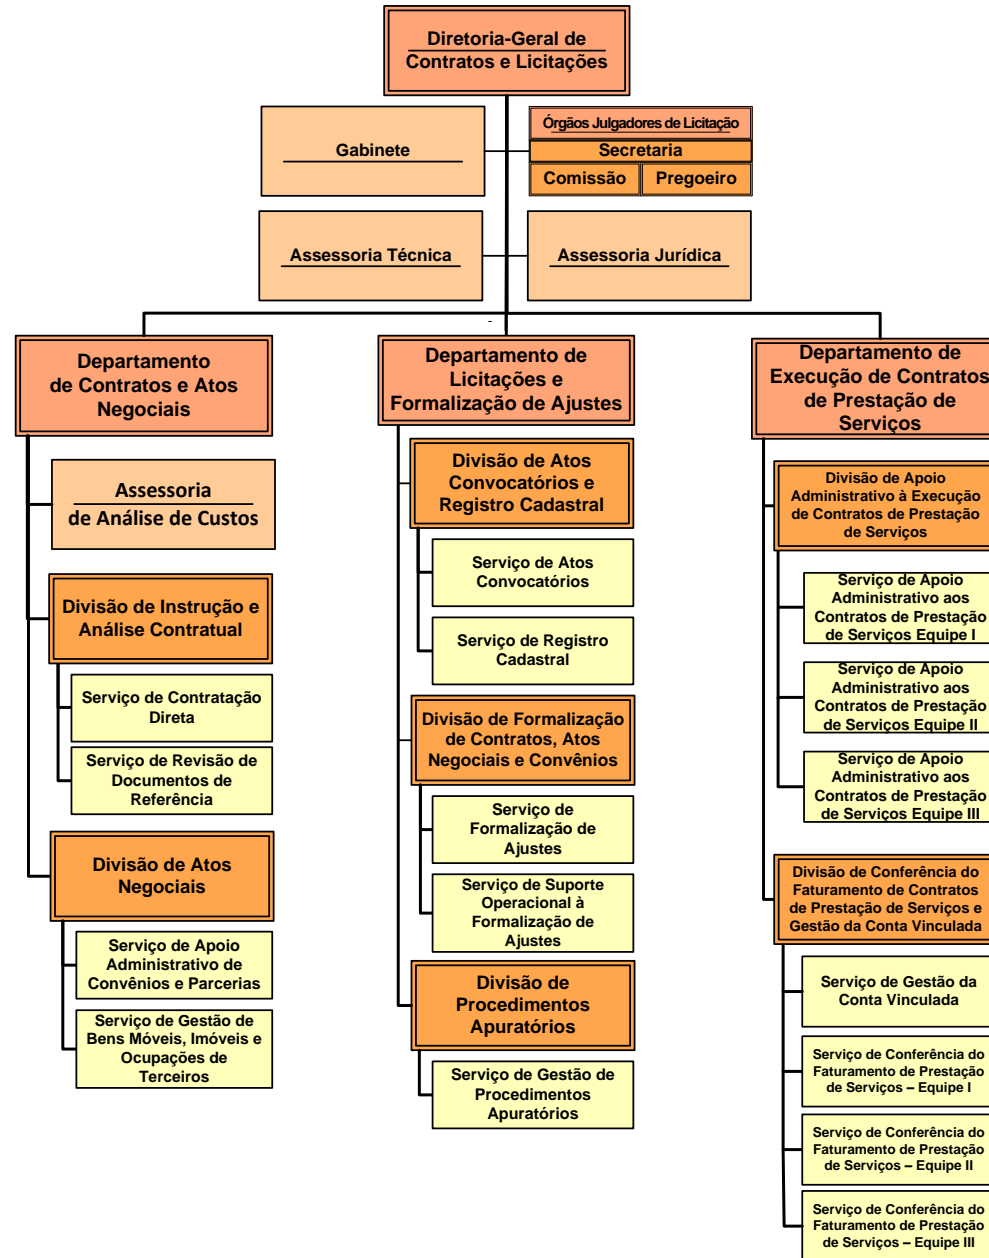 Diretoria-Geral de
Contratos e Licitações
Gabinete
Órgãos Julgadores de Licitação
Secretaria
Comissão
Pregoeiro
Assessoria Técnica
Assessoria Jurídica
Departamento
de Contratos e Atos
Negociais
Assessoria
de Análise de Custos
Divisão de Instrução e
Análise Contratual
Serviço de Contratação
Direta
Serviço de Revisão de
Documentos de
Referência
Divisão de Atos
Negociais
Serviço de Apoio
Administrativo de
Convênios e Parcerias
Serviço de Gestão de
Bens Móveis, Imóveis e
Ocupações de
Terceiros
Departamento de
Licitações e
Formalização de Ajustes
Divisão de Atos
Convocatórios e
Registro Cadastral
Serviço de Atos
Convocatórios
Serviço de Registro
Cadastral
Divisão de Formalização
de Contratos, Atos
Negociais e Convênios
Serviço de
Formalização de
Ajustes
Serviço de Suporte
Operacional à
Formalização de
Ajustes
Divisão de
Procedimentos
Apuratórios
Serviço de Gestão de
Procedimentos
Apuratórios
Departamento de
Execução de Contratos
de Prestação de
Serviços
Divisão de Apoio
Administrativo à Execução
de Contratos de Prestação
de Serviços
Serviço de Apoio
Administrativo aos
Contratos de Prestação
de Serviços Equipe I
Serviço de Apoio
Administrativo aos
Contratos de Prestação
de Serviços Equipe II
Serviço de Apoio
Administrativo aos
Contratos de Prestação
de Serviços Equipe III
Divisão de Conferência do
Faturamento de Contratos
de Prestação de Serviços e
Gestão da Conta Vinculada
Serviço de Gestão da
Conta Vinculada
Serviço de Conferência do
Faturamento de Prestação
de Serviços – Equipe I
Serviço de Conferência do
Faturamento de Prestação
de Serviços – Equipe II
Serviço de Conferência do
Faturamento de Prestação
de Serviços – Equipe III